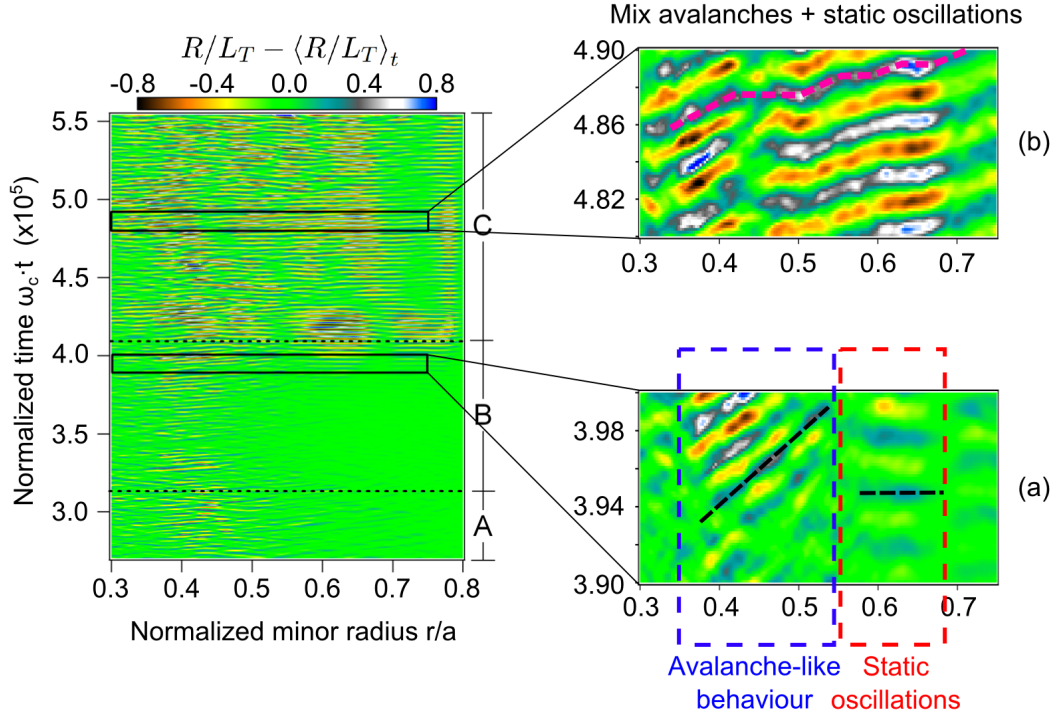 Mix avalanches + static oscillations
R/L_T − ⟨R/L_T⟩_t
-0.8 -0.4 0.0 0.4 0.8
Normalized time ω_c·t (x10⁵)
5.5
5.0
4.5
4.0
3.5
3.0
C
B
A
0.3 0.4 0.5 0.6 0.7 0.8
Normalized minor radius r/a
4.90
4.86
4.82
0.3 0.4 0.5 0.6 0.7
(b)
3.98
3.94
3.90
0.3 0.4 0.5 0.6 0.7
(a)
Avalanche-like
behaviour
Static
oscillations